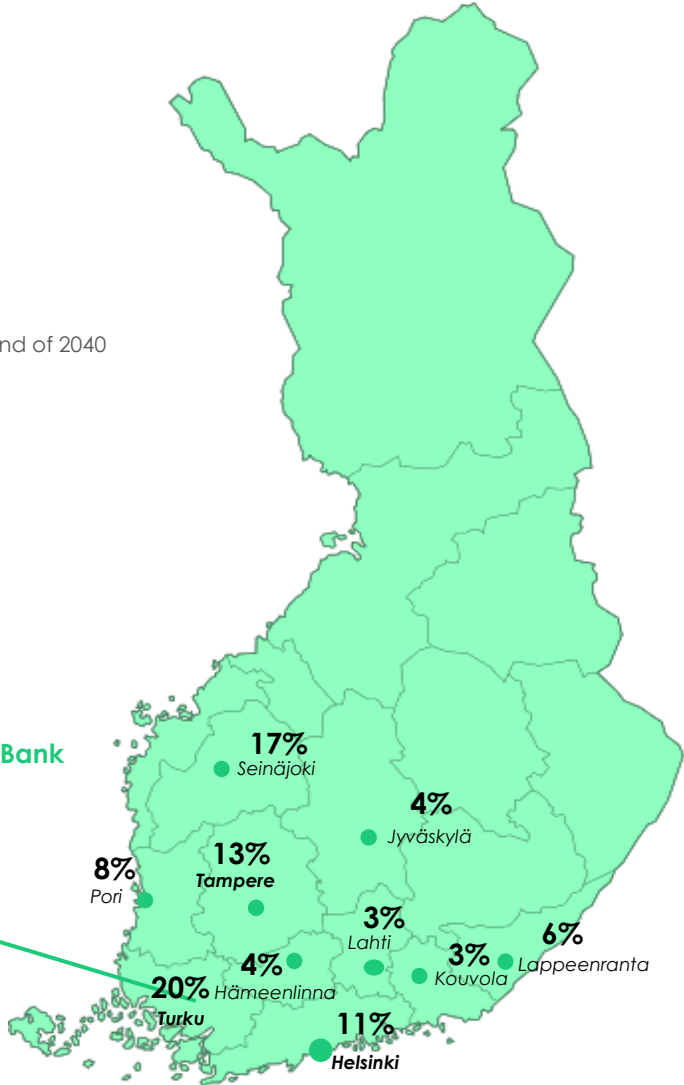 nd of 2040
Bank
17%
Seinäjoki
4%
Jyväskylä
13%
Tampere
8%
Pori
3%
Lahti
6%
Lappeenranta
3%
Kouvola
4%
Hämeenlinna
20%
Turku
11%
Helsinki